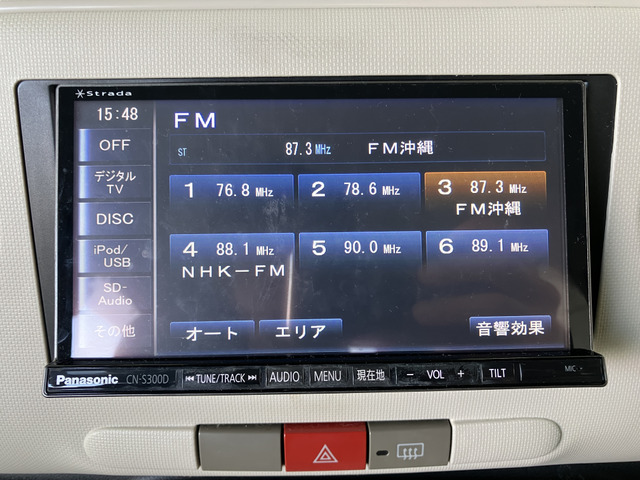 Strada
15:48
OFF
デジタル
TV
DISC
iPod/
USB
SD-
Audio
その他
FM
ST 87.3 MHz FM沖縄
1 76.8 MHz
2 78.6 MHz
3 87.3 MHz
FM沖縄
4 88.1 MHz
NHK-FM
5 90.0 MHz
6 89.1 MHz
オート
エリア
音響効果
Panasonic CN-S300D TUNE/TRACK AUDIO MENU 現在地 − VOL + TILT MIC